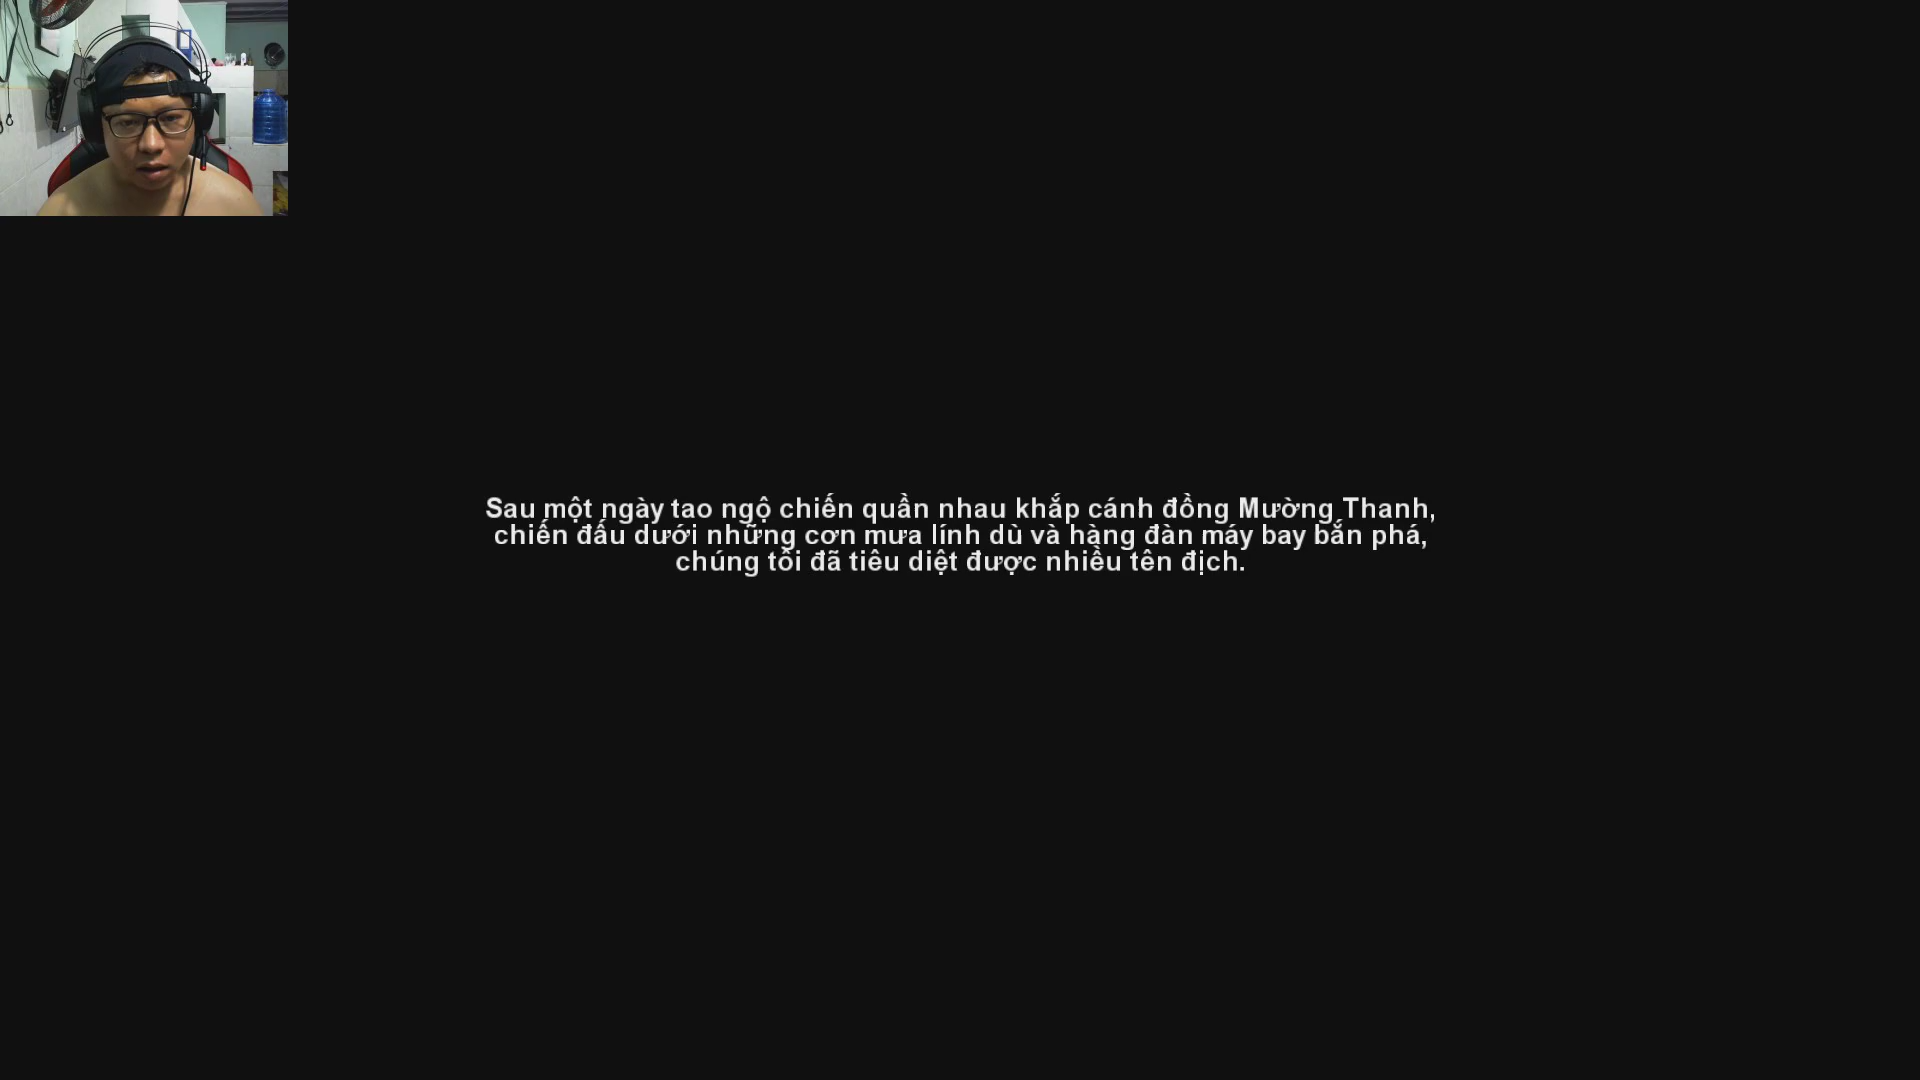 Sau một ngày tao ngộ chiến quần nhau khắp cánh đồng Mường Thanh,
chiến đấu dưới những cơn mưa lính dù và hàng đàn máy bay bắn phá,
chúng tôi đã tiêu diệt được nhiều tên địch.